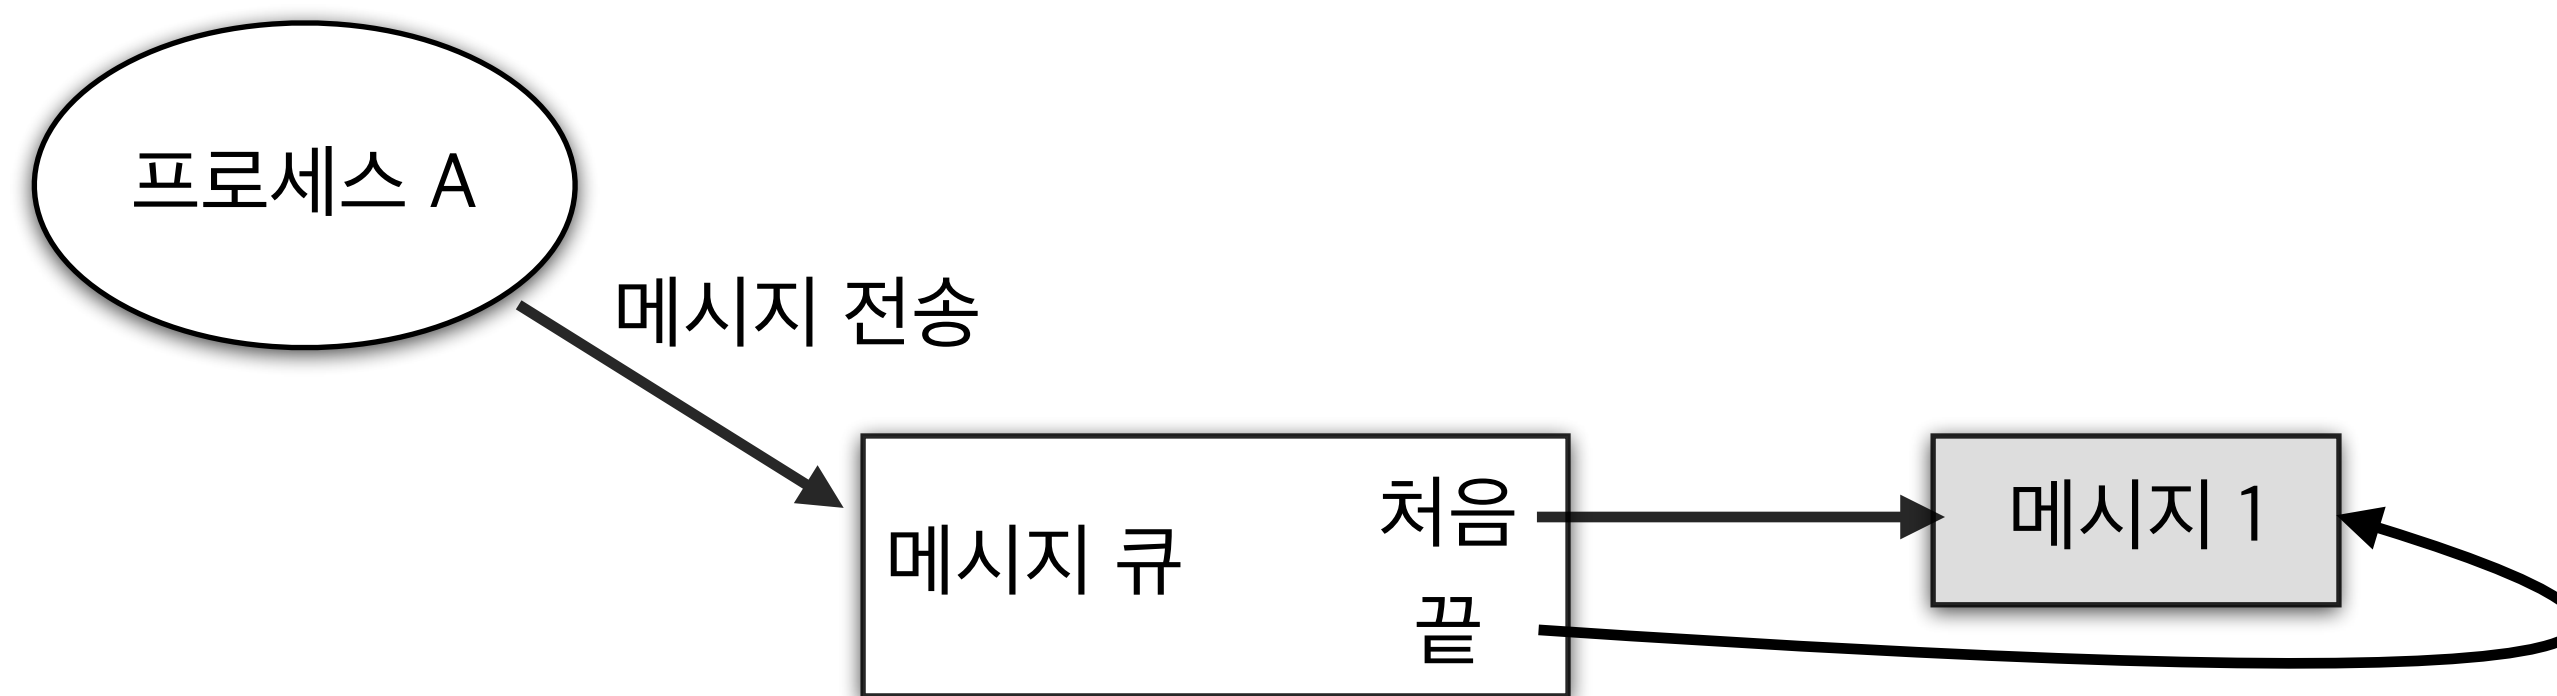 프로세스 A
메시지 전송
메시지 큐
처음
끝
메시지 1